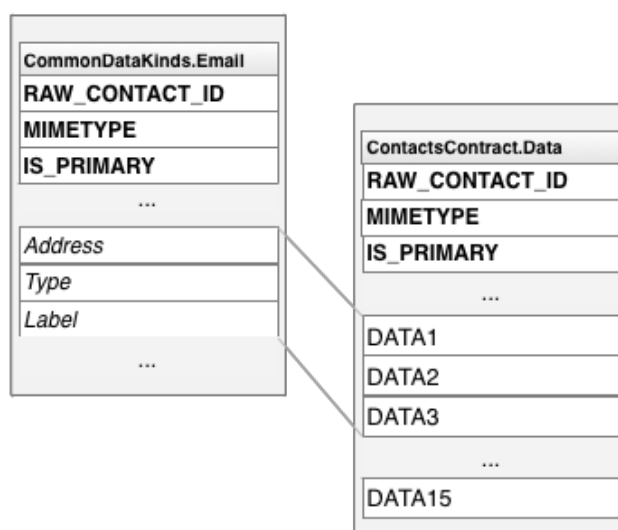 CommonDataKinds.Email
RAW_CONTACT_ID
MIMETYPE
IS_PRIMARY
...
Address
Type
Label
...
ContactsContract.Data
RAW_CONTACT_ID
MIMETYPE
IS_PRIMARY
...
DATA1
DATA2
DATA3
...
DATA15